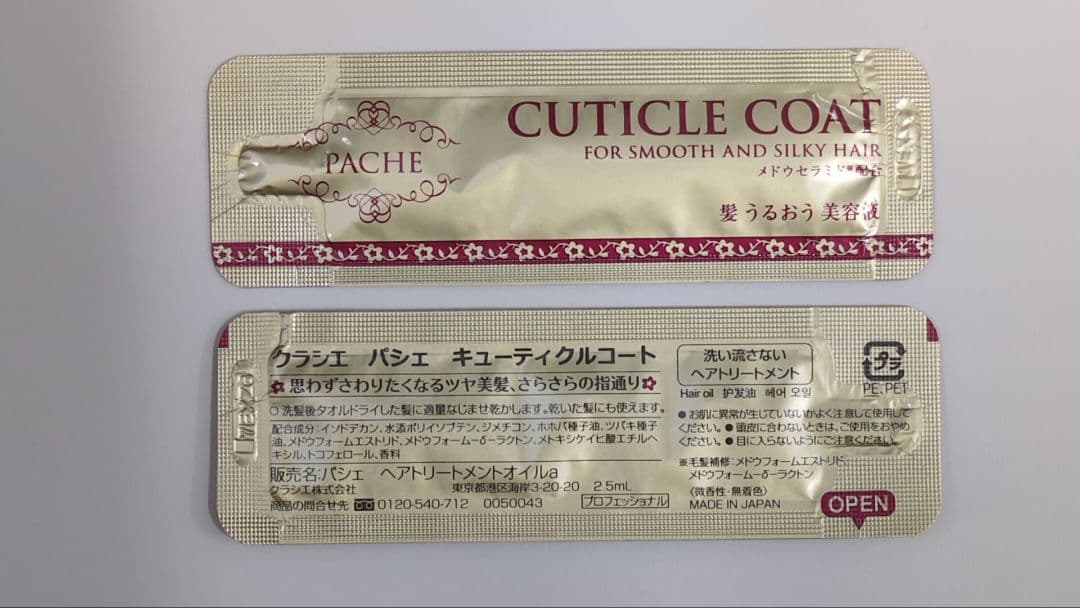 CUTICLE COAT
PACHE
FOR SMOOTH AND SILKY HAIR
メドウセラミド※配合
髪 うるおう 美容液
クラシエ パシェ キューティクルコート
思わずさわりたくなるツヤ美髪、さらさらの指通り
○洗髪後タオルドライした髪に適量なじませ乾かします。乾いた髪にも使えます。
配合成分:イソドデカン、水添ポリイソブテン、ジメチコン、ホホバ種子油、ツバキ種子
油、メドウフォームエストリド、メドウフォーム-δ-ラクトン、メトキシケイヒ酸エチルヘ
キシル、トコフェロール、香料
販売名:パシェ ヘアトリートメントオイルa
クラシエ株式会社 東京都港区海岸3-20-20 2.5mL
商品の問合せ先 0120-540-712 0050043 プロフェッショナル
洗い流さない
ヘアトリートメント
Hair oil 护发油 헤어 오일
プラ
PE、PET
●お肌に異常が生じていないかよく注意して使用して
ください。●頭皮に合わないときは、ご使用をおやめ
ください。●目に入らないようにご注意ください。
※毛髪補修:メドウフォームエストリド、
メドウフォーム-δ-ラクトン
〈微香性・無着色〉
MADE IN JAPAN
OPEN